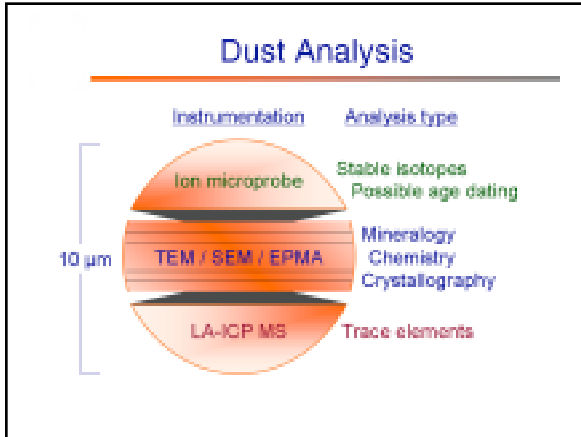 Dust Analysis
Instrumentation Analysis type
Ion microprobe
Stable isotopes
Possible age dating
10 µm
TEM / SEM / EPMA
Mineralogy
Chemistry
Crystallography
LA-ICP MS
Trace elements